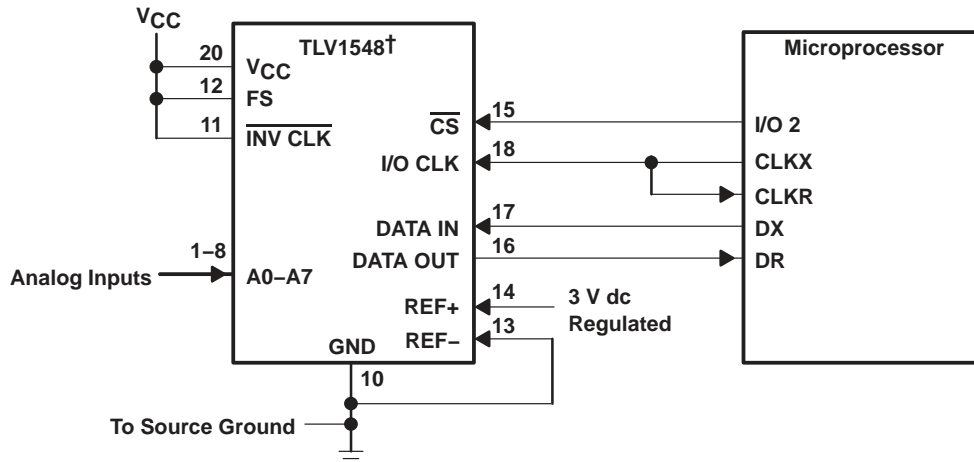 VCC
TLV1548†
Microprocessor
20
VCC
12
FS
11
INV CLK
15
CS
I/O 2
18
I/O CLK
CLKX
CLKR
17
DATA IN
DX
16
DATA OUT
DR
1–8
Analog Inputs
A0–A7
14
REF+
3 V dc
Regulated
13
REF–
GND
10
To Source Ground